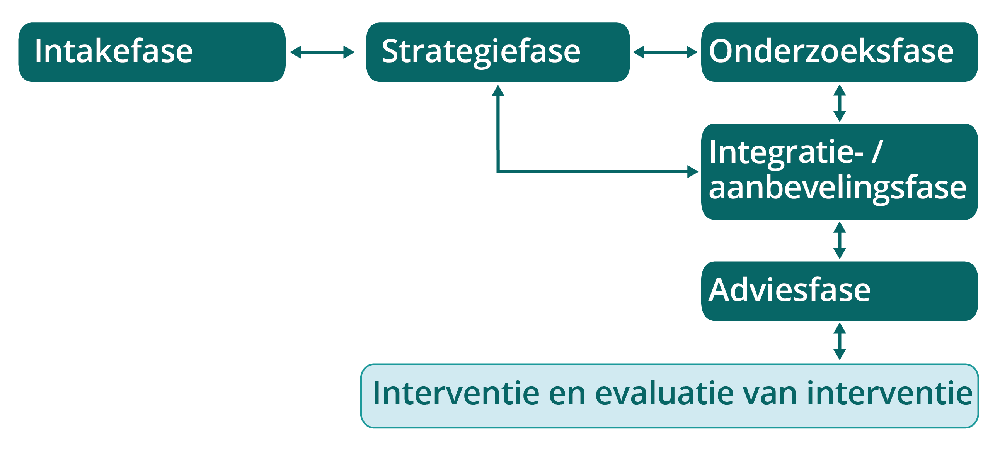 Intakefase
Strategiefase
Onderzoeksfase
Integratie- /
aanbevelingsfase
Adviesfase
Interventie en evaluatie van interventie